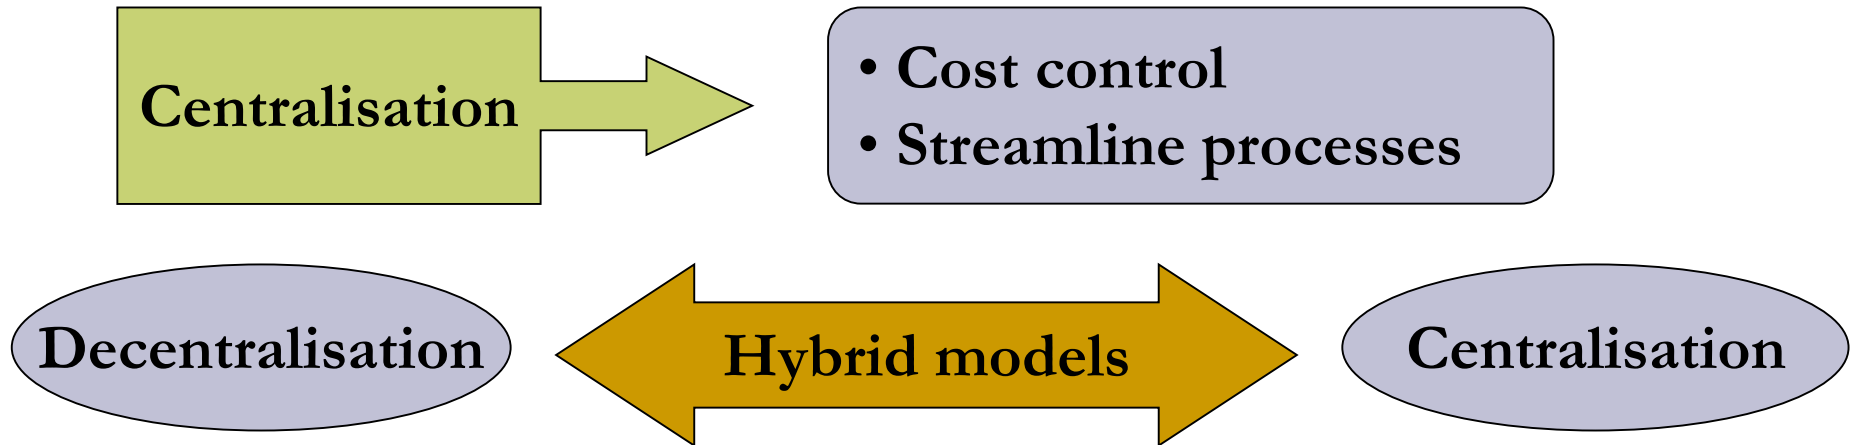 Centralisation
• Cost control
• Streamline processes
Decentralisation
Hybrid models
Centralisation